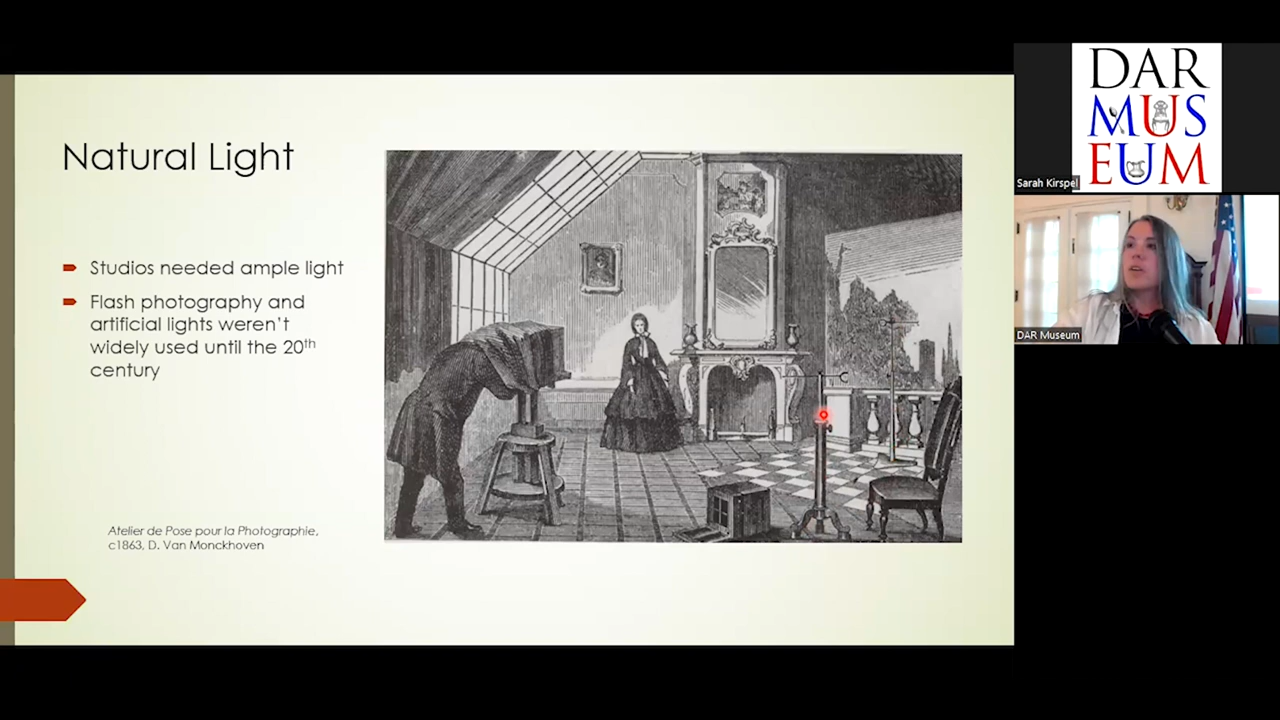 Natural Light
Studios needed ample light
Flash photography and
artificial lights weren't
widely used until the 20th
century
Atelier de Pose pour la Photographie,
c1863, D. Van Monckhoven
DAR
MUS
EUM
Sarah Kirspel
DAR Museum